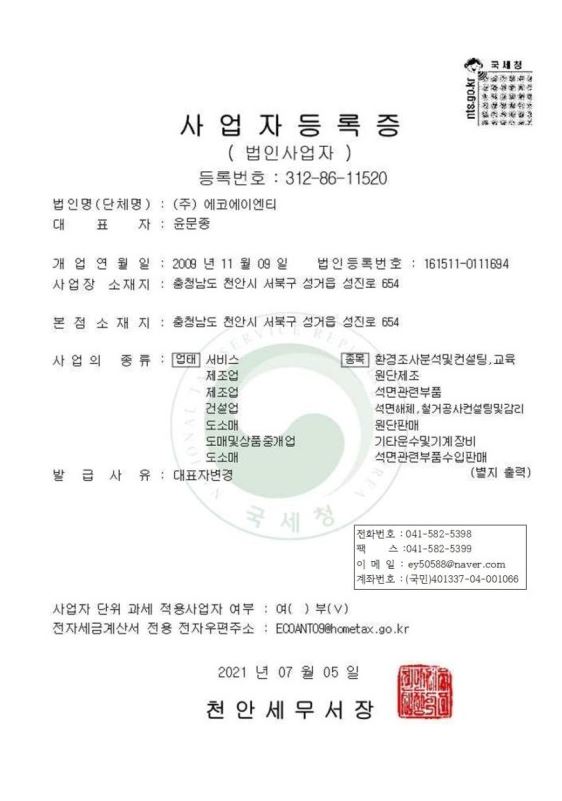 국세청
nts.go.kr
사업자등록증
( 법인사업자 )
등록번호 : 312-86-11520
법인명(단체명) : (주) 에코에이엔티
대 표 자 : 윤문종
개 업 연 월 일 : 2009 년 11 월 09 일 법인등록번호 : 161511-0111694
사업장 소재지 : 충청남도 천안시 서북구 성거읍 성진로 654
본 점 소 재 지 : 충청남도 천안시 서북구 성거읍 성진로 654
사 업 의 종 류 : 업태 서비스 종목 환경조사분석및컨설팅,교육
제조업 원단제조
제조업 석면관련부품
건설업 석면해체,철거공사컨설팅및감리
도소매 원단판매
도매및상품중개업 기타운수및기계장비
도소매 석면관련부품수입판매
발 급 사 유 : 대표자변경 (별지 출력)
NATIONAL TAX SERVICE REPUBLIC OF KOREA
국세청
전화번호 : 041-582-5398
팩 스 :041-582-5399
이 메 일 : ey50588@naver.com
계좌번호 : (국민)401337-04-001066
사업자 단위 과세 적용사업자 여부 : 여( ) 부(∨)
전자세금계산서 전용 전자우편주소 : ECOANT09@hometax.go.kr
2021 년 07 월 05 일
천안세무서장